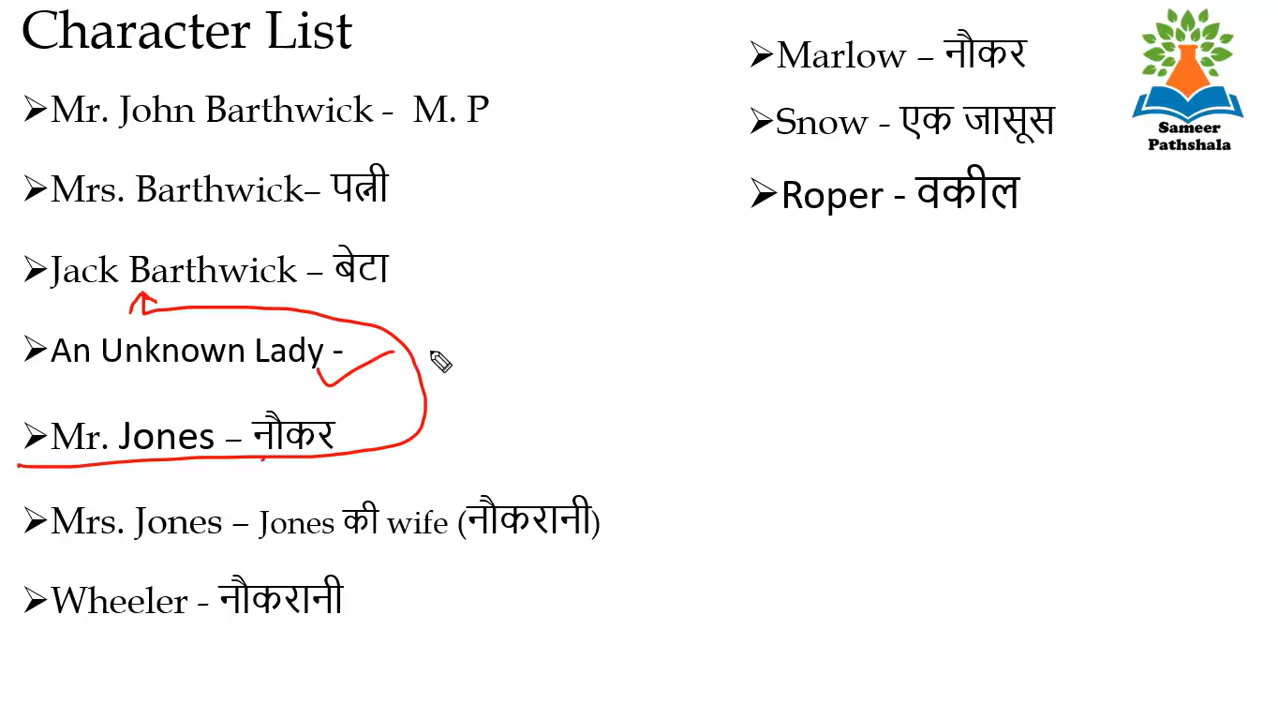 Character List
➢Mr. John Barthwick - M. P
➢Mrs. Barthwick– पत्नी
➢Jack Barthwick – बेटा
➢An Unknown Lady -
➢Mr. Jones – नौकर
➢Mrs. Jones – Jones की wife (नौकरानी)
➢Wheeler - नौकरानी
➢Marlow – नौकर
➢Snow - एक जासूस
➢Roper - वकील
Sameer
Pathshala